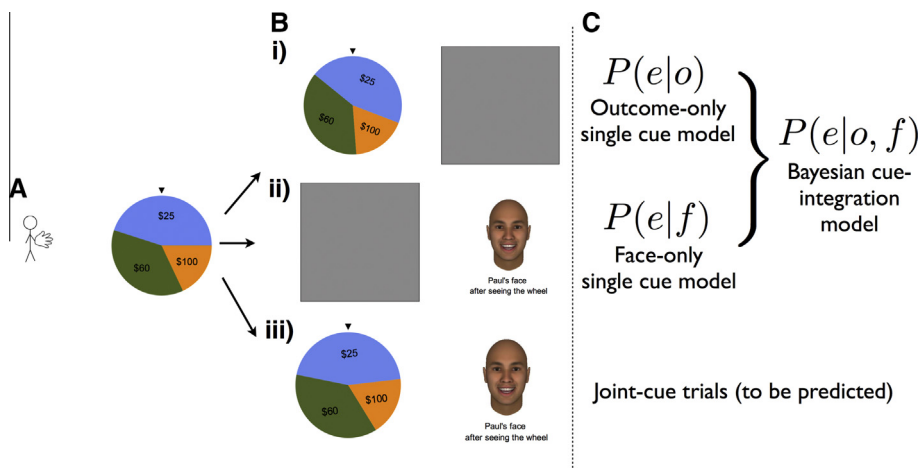 A
$25
$60
$100
B
i)
$25
$60
$100
ii)
Paul's face
after seeing the wheel
iii)
$25
$60
$100
Paul's face
after seeing the wheel
C
P(e|o)
Outcome-only
single cue model
P(e|f)
Face-only
single cue model
P(e|o, f)
Bayesian cue-
integration
model
Joint-cue trials (to be predicted)